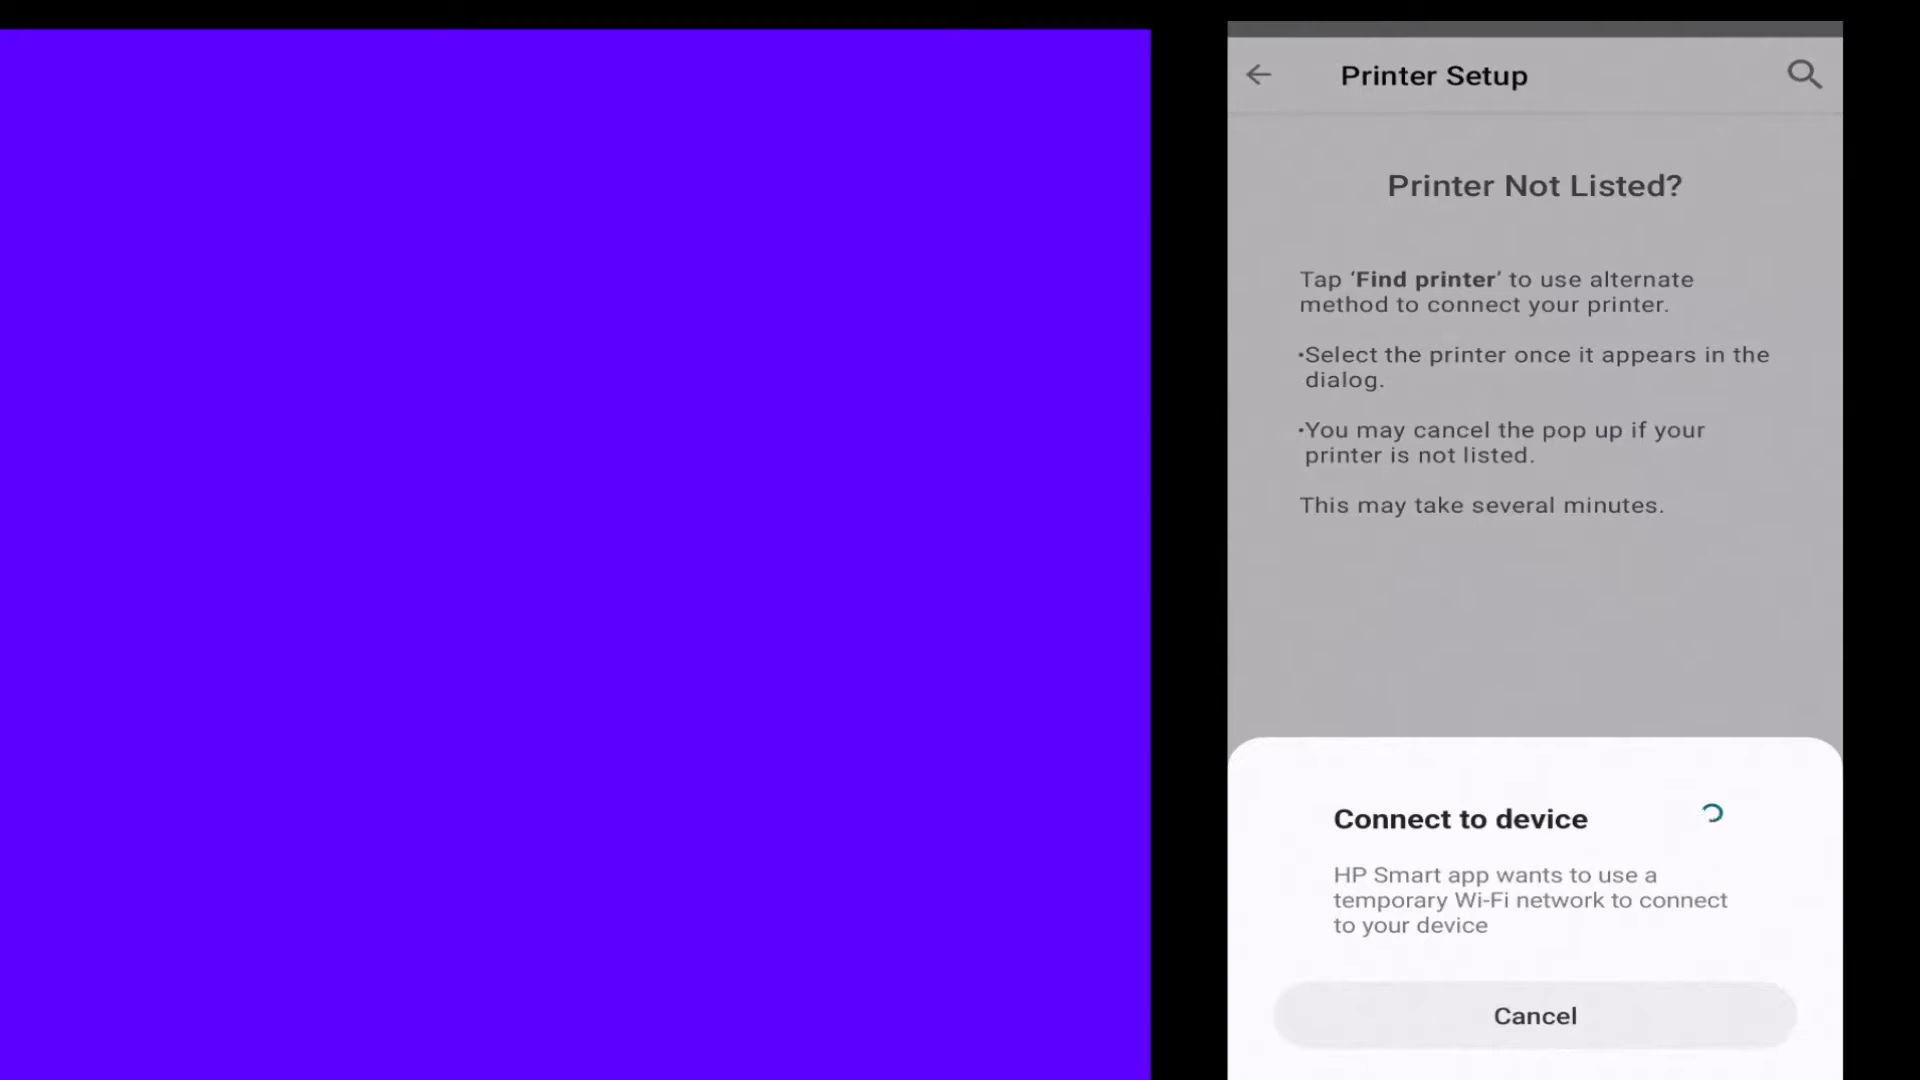 Printer Setup
Printer Not Listed?
Tap ‘Find printer’ to use alternate
method to connect your printer.
•Select the printer once it appears in the
dialog.
•You may cancel the pop up if your
printer is not listed.
This may take several minutes.
Connect to device
HP Smart app wants to use a
temporary Wi-Fi network to connect
to your device
Cancel